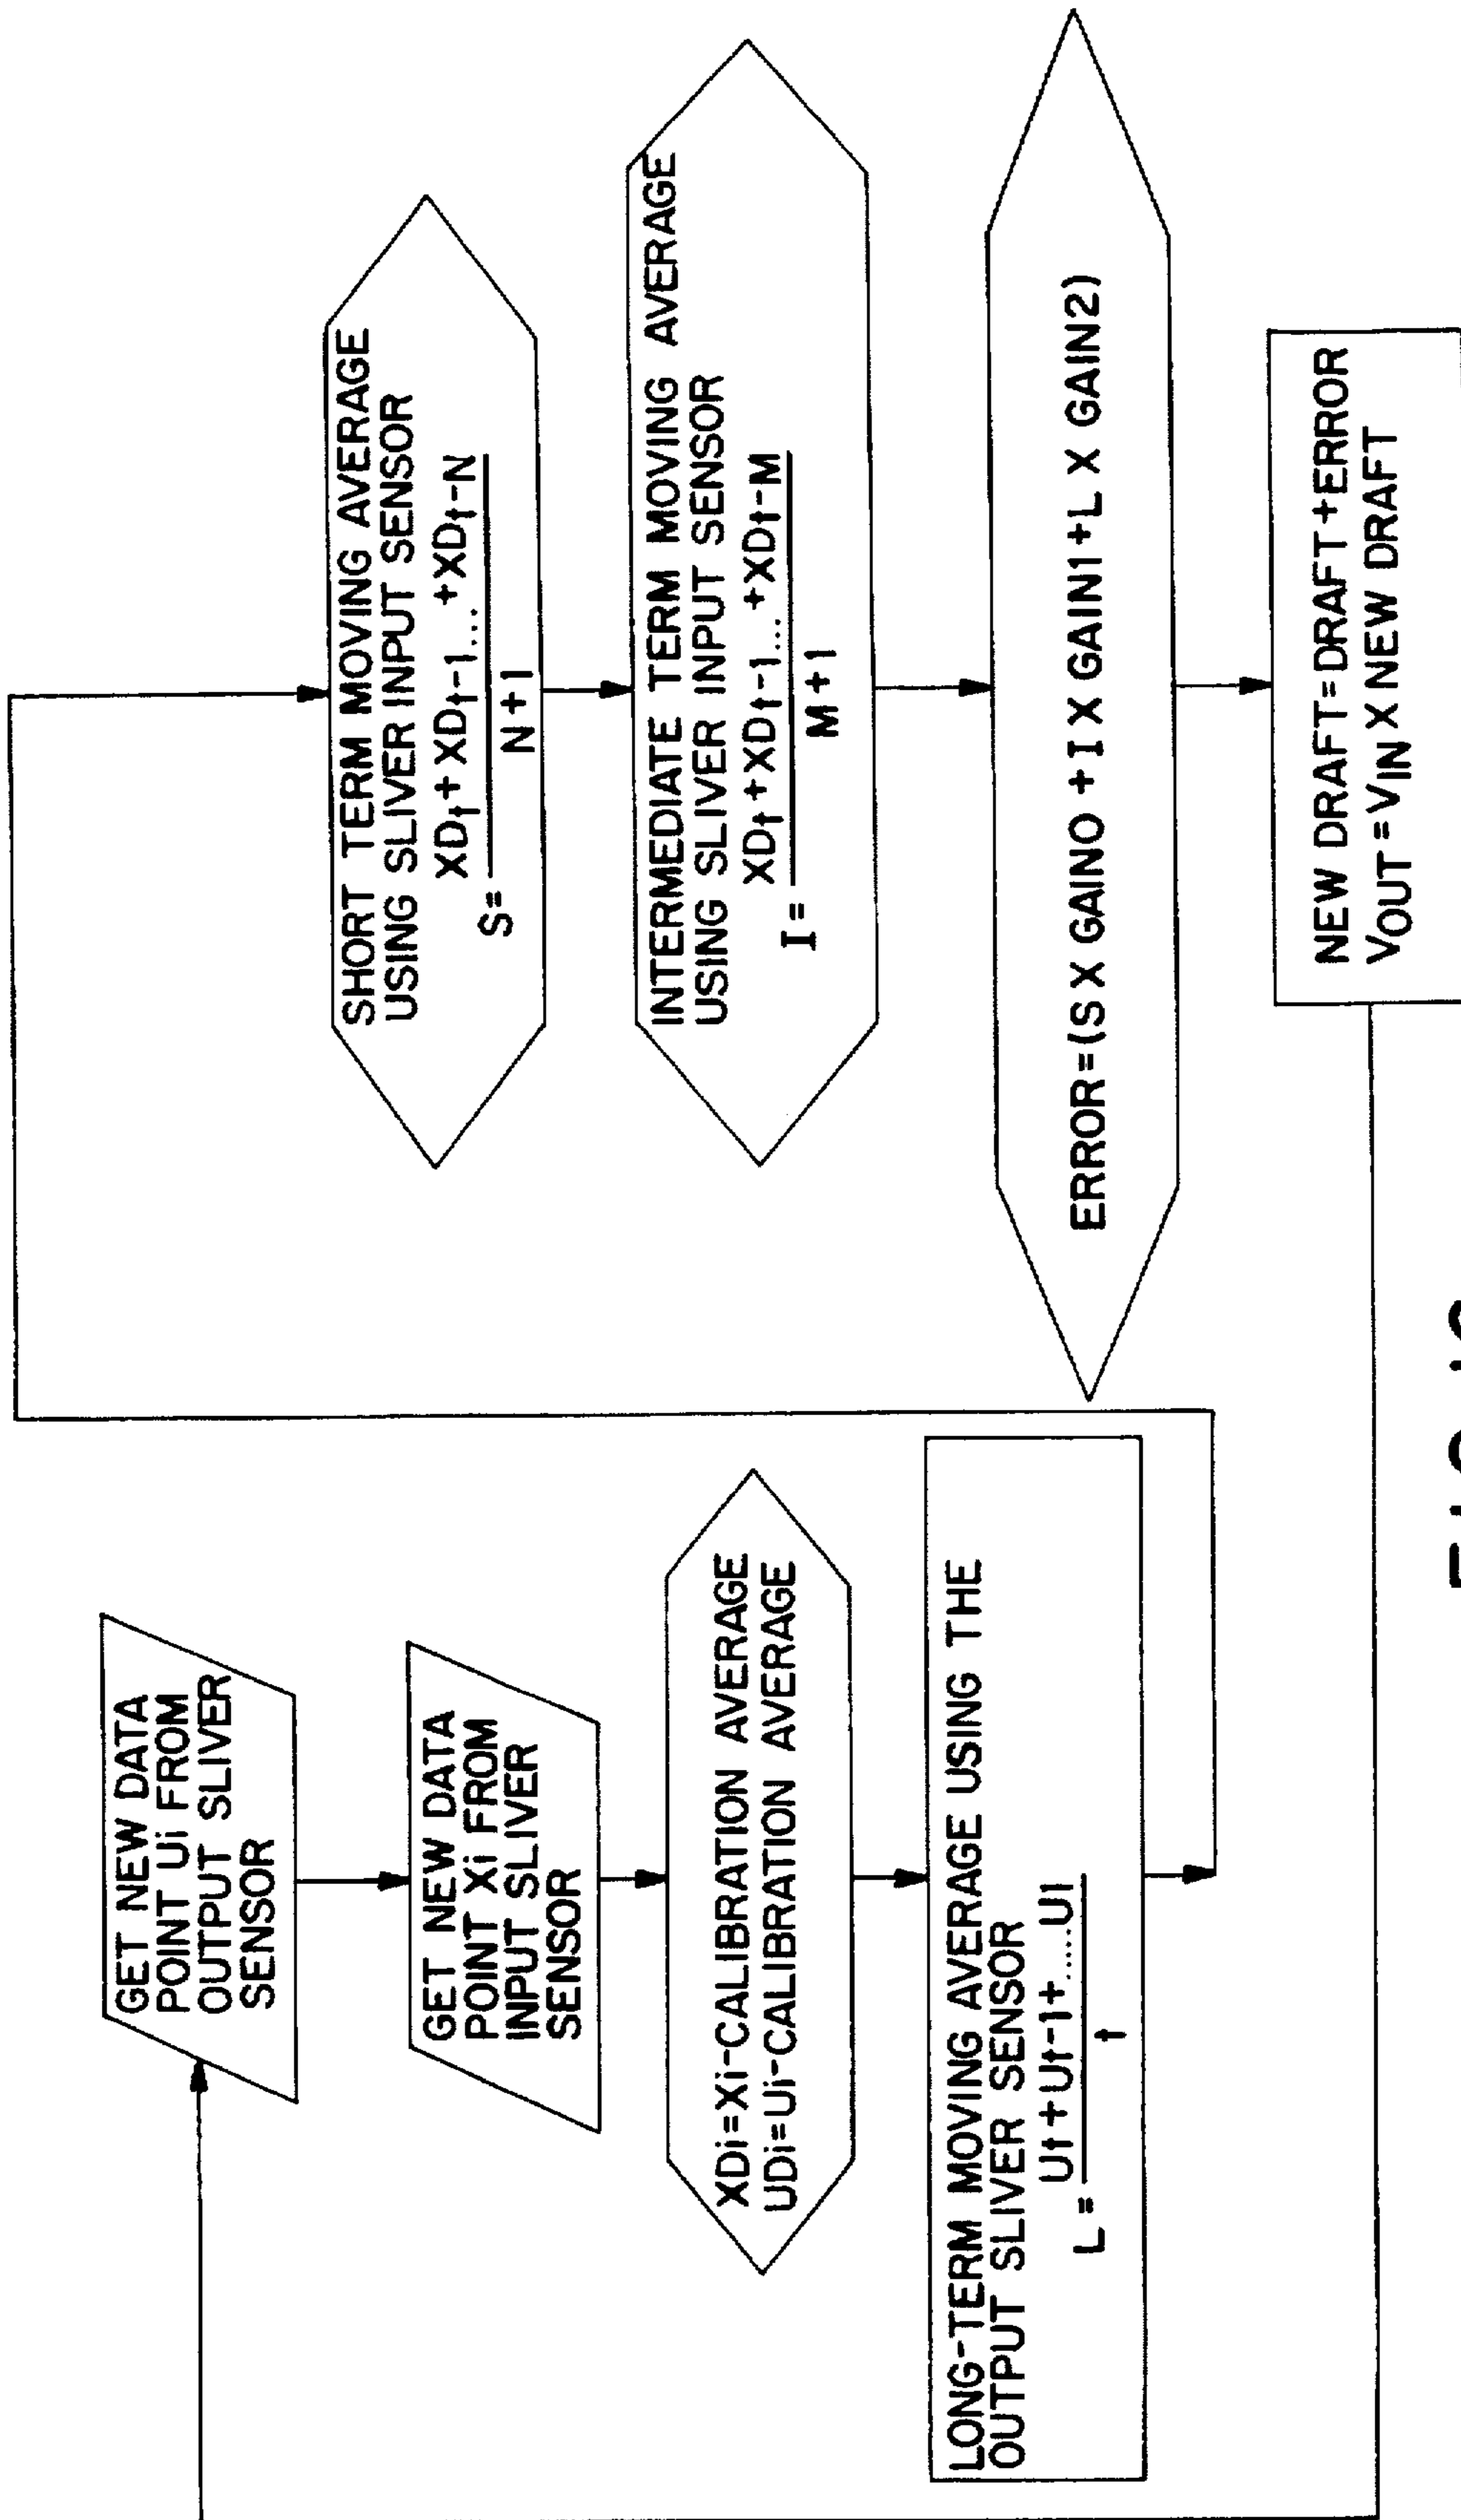 GET NEW DATA
POINT Ui FROM
OUTPUT SLIVER
SENSOR
GET NEW DATA
POINT Xi FROM
INPUT SLIVER
SENSOR
XDi=Xi-CALIBRATION AVERAGE
UDi=Ui-CALIBRATION AVERAGE
LONG-TERM MOVING AVERAGE USING THE
OUTPUT SLIVER SENSOR
Ut+Ut-1+.....U1
L=
t
SHORT TERM MOVING AVERAGE
USING SLIVER INPUT SENSOR
XDt+XDt-1...+XDt-N
S=
N+1
INTERMEDIATE TERM MOVING AVERAGE
USING SLIVER INPUT SENSOR
XDt+XDt-1...+XDt-M
I=
M+1
ERROR=(S X GAINO + I X GAIN1+L X GAIN2)
NEW DRAFT=DRAFT+ERROR
VOUT=VIN X NEW DRAFT